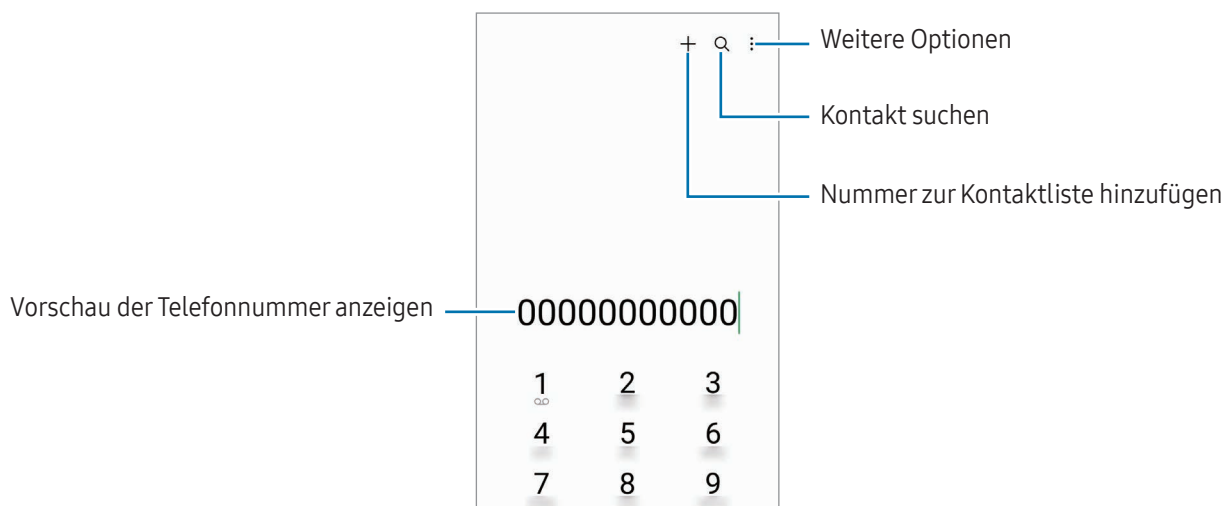 Weitere Optionen
Kontakt suchen
Nummer zur Kontaktliste hinzufügen
Vorschau der Telefonnummer anzeigen
00000000000
1 2 3
4 5 6
7 8 9